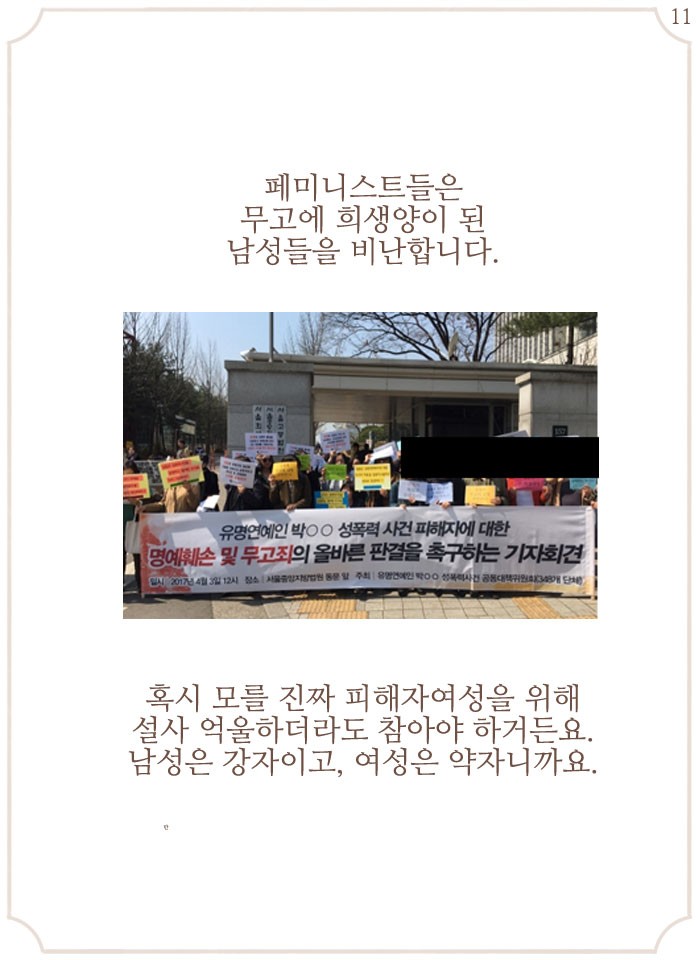 11
페미니스트들은
무고에 희생양이 된
남성들을 비난합니다.
유명연예인 박○○ 성폭력 사건 피해자에 대한
명예훼손 및 무고죄의 올바른 판결을 촉구하는 기자회견
일시 | 2017년 4월 3일 12시 장소 | 서울중앙지방법원 동문 앞 주최 | 유명연예인 박○○ 성폭력사건 공동대책위원회(348개 단체)
혹시 모를 진짜 피해자여성을 위해
설사 억울하더라도 참아야 하거든요.
남성은 강자이고, 여성은 약자니까요.